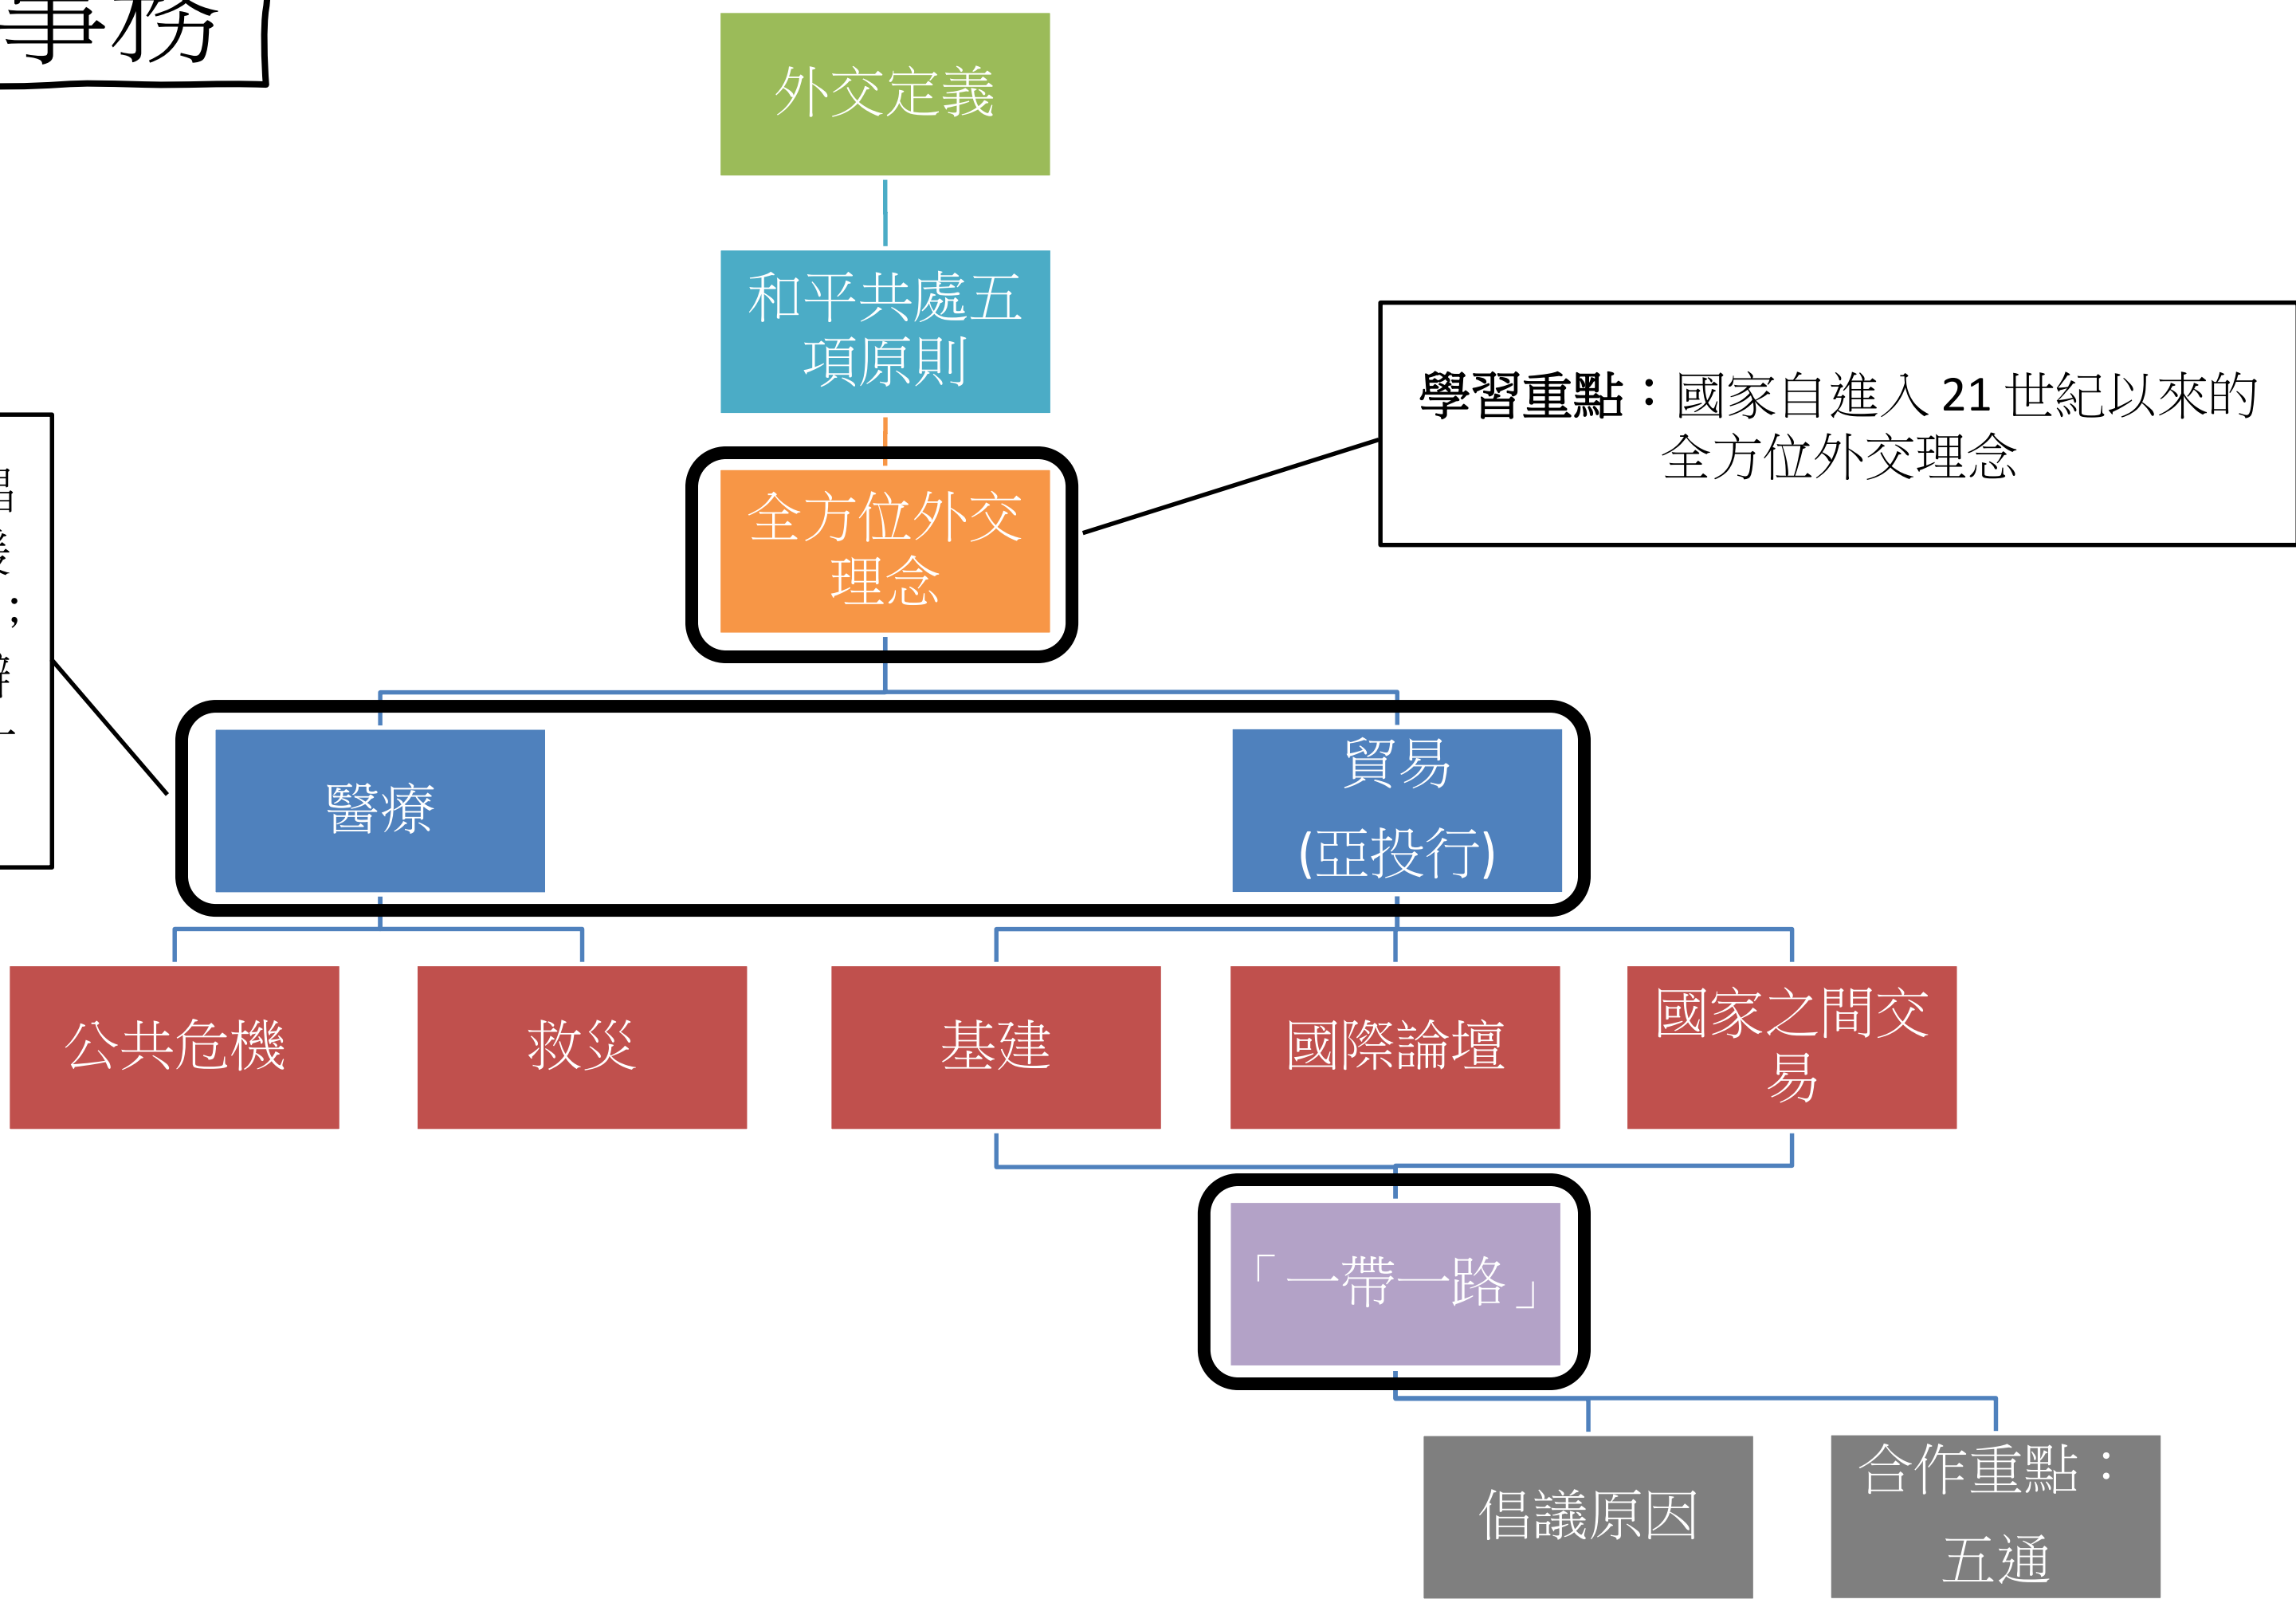 事務
外交定義
和平共處五
項原則
學習重點：國家自進入 21 世紀以來的
全方位外交理念
全方位外交
理念
；
醫療
貿易
(亞投行)
公共危機
救災
基建
國際論壇
國家之間交
易
「一帶一路」
倡議原因
合作重點：
五通